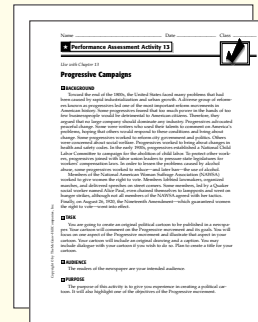 Name Date Class
Performance Assessment Activity 13
Use with Chapter 13
Progressive Campaigns
BACKGROUND
Toward the end of the 1800s, the United States faced many problems that had
been caused by rapid industrialization and urban growth. A diverse group of reform-
ers known as progressives led one of the most important reform movements in
American history. Some progressives feared that too much power in the hands of too
few businesspeople would be detrimental to American citizens. Therefore, they
argued that no large company should dominate any industry. Progressives advocated
peaceful change. Some were writers who used their talents to comment on America's
problems, hoping that others would respond to these conditions and bring about
change. Some progressives worked to reform city government and politics. Others
were concerned about social welfare. Progressives worked to bring about changes in
health and safety codes. In the early 1900s, progressives established a National Child
Labor Committee to campaign for the abolition of child labor. To protect other work-
ers, progressives joined with labor union leaders to pressure state legislatures for
workers' compensation laws. In order to lessen the problems caused by alcohol
abuse, some progressives worked to reduce—and later ban—the use of alcohol.
Members of the National American Woman Suffrage Association (NAWSA)
worked to give women the right to vote. Members lobbied lawmakers, organized
marches, and delivered speeches on street corners. Some members, led by a Quaker
social worker named Alice Paul, even chained themselves to lampposts and went on
hunger strikes, although not all members of the NAWSA agreed with her tactics.
Finally, on August 26, 1920, the Nineteenth Amendment—which guaranteed women
the right to vote—went into effect.
TASK
You are going to create an original political cartoon to be published in a newspa-
per. Your cartoon will comment on the Progressive movement and its goals. You will
focus on one aspect of the Progressive movement and illustrate that aspect in your
cartoon. Your cartoon will include an original drawing and a caption. You may
include dialogue with your cartoon if you wish to do so. Plan to create a title for your
cartoon.
AUDIENCE
The readers of the newspaper are your intended audience.
PURPOSE
The purpose of this activity is to give you experience in creating a political car-
toon. It will also highlight one of the objectives of the Progressive movement.